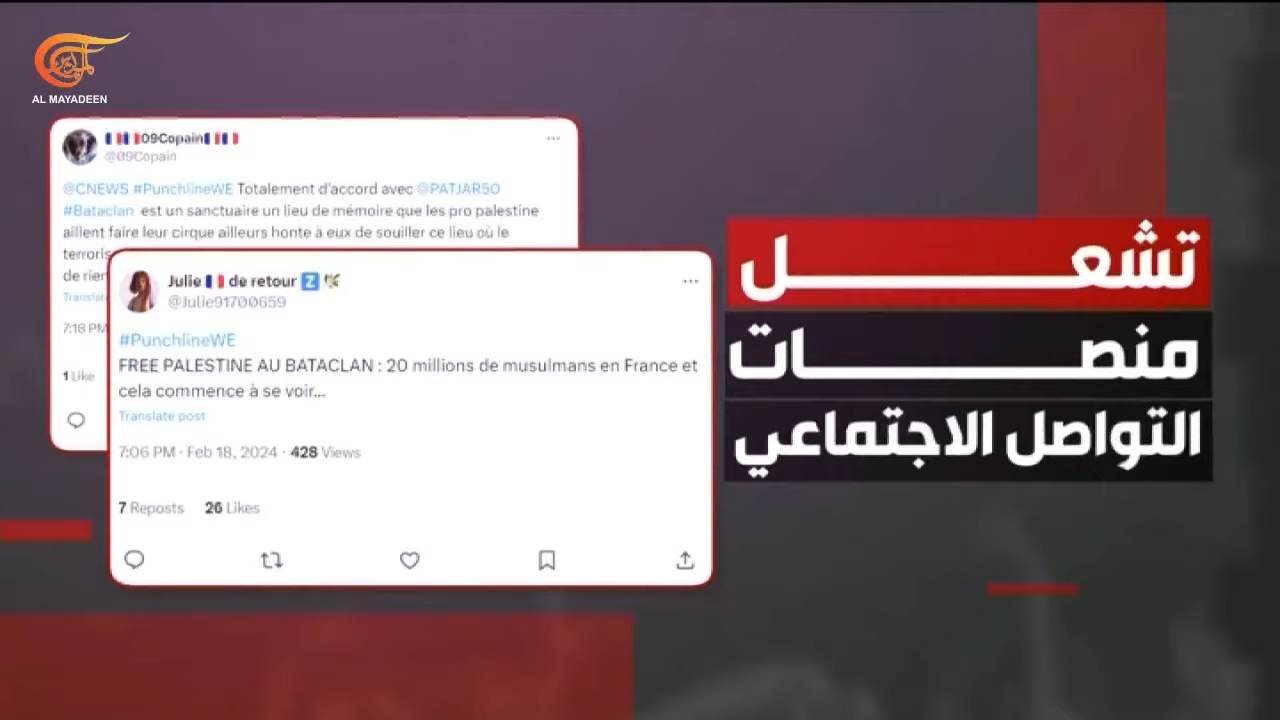 AL MAYADEEN
🇫🇷🇫🇷🇫🇷09Copain🇫🇷🇫🇷🇫🇷
@09Copain
@CNEWS #PunchlineWE Totalement d'accord avec @PATJAR50
#Bataclan est un sanctuaire un lieu de mémoire que les pro palestine
aillent faire leur cirque ailleurs honte à eux de souiller ce lieu où le
terroris
de rien
Translate
7:18 PM
1 Like
Julie 🇫🇷 de retour 🇿 🕊
@Julie91700659
#PunchlineWE
FREE PALESTINE AU BATACLAN : 20 millions de musulmans en France et
cela commence à se voir...
Translate post
7:06 PM · Feb 18, 2024 · 428 Views
7 Reposts 26 Likes
تشعل
منصات
التواصل الاجتماعي